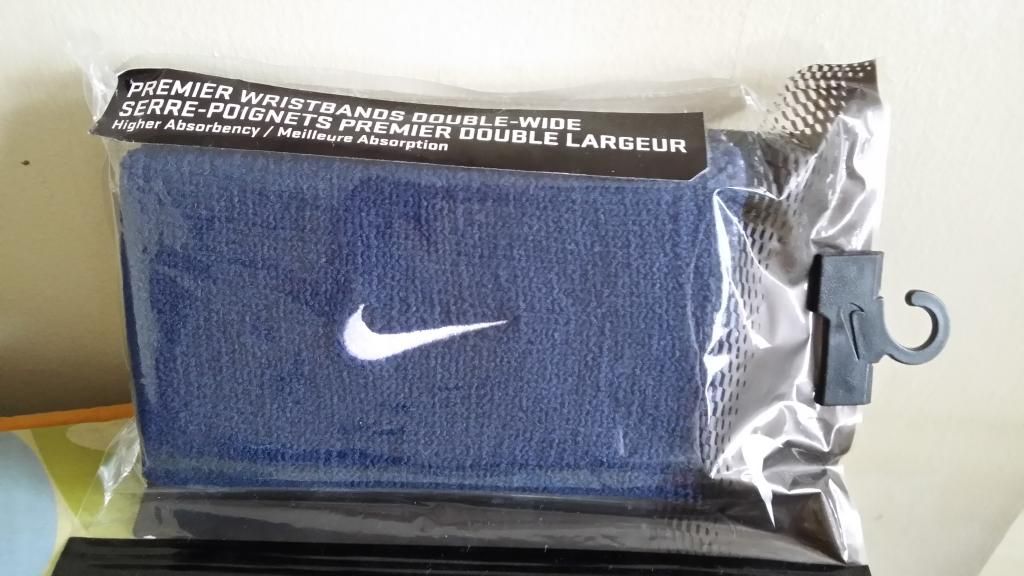 PREMIER WRISTBANDS DOUBLE-WIDE
SERRE-POIGNETS PREMIER DOUBLE LARGEUR
Higher Absorbency / Meilleure Absorption